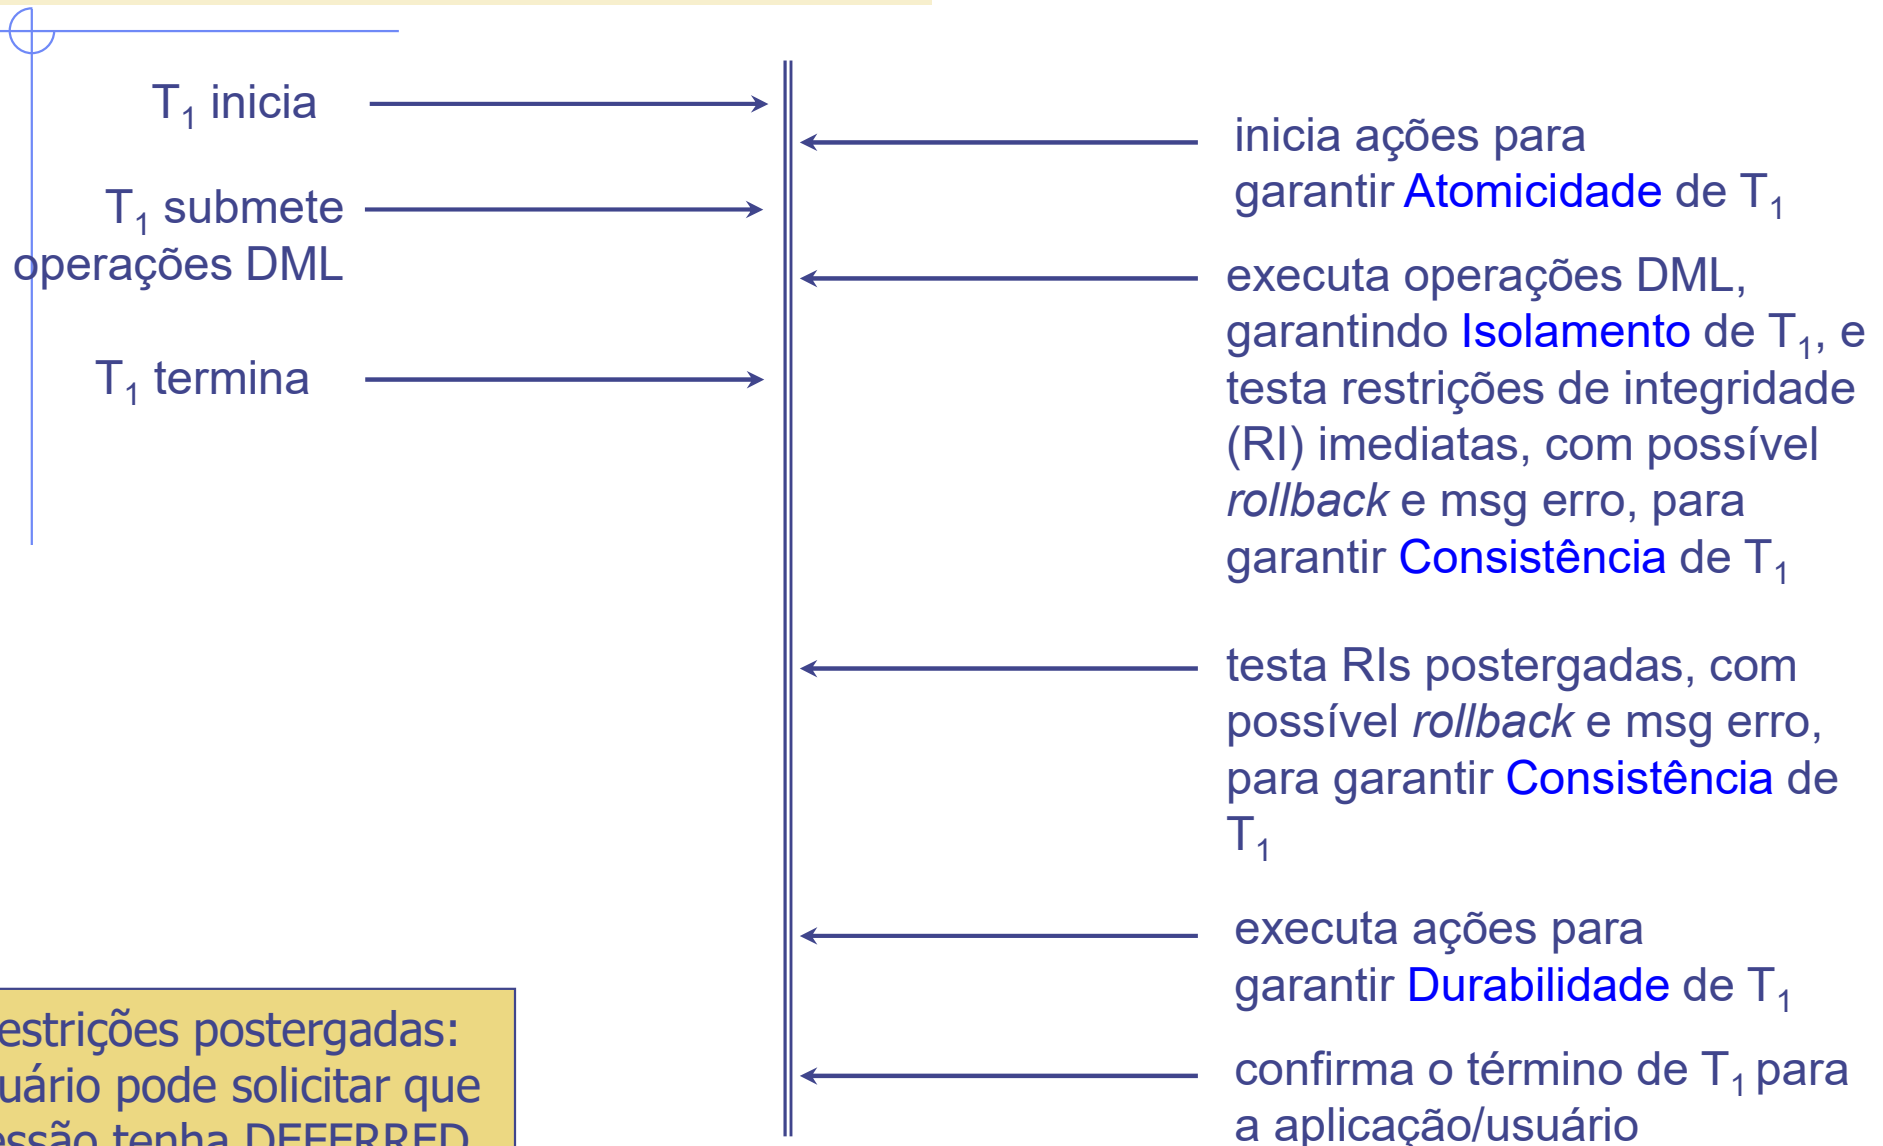 T1 inicia
T1 submete
operações DML
T1 termina
inicia ações para
garantir Atomicidade de T1
executa operações DML,
garantindo Isolamento de T1, e
testa restrições de integridade
(RI) imediatas, com possível
rollback e msg erro, para
garantir Consistência de T1
testa RIs postergadas, com
possível rollback e msg erro,
para garantir Consistência de
T1
executa ações para
garantir Durabilidade de T1
confirma o término de T1 para
a aplicação/usuário
estrições postergadas:
uário pode solicitar que
essão tenha DEFERRED